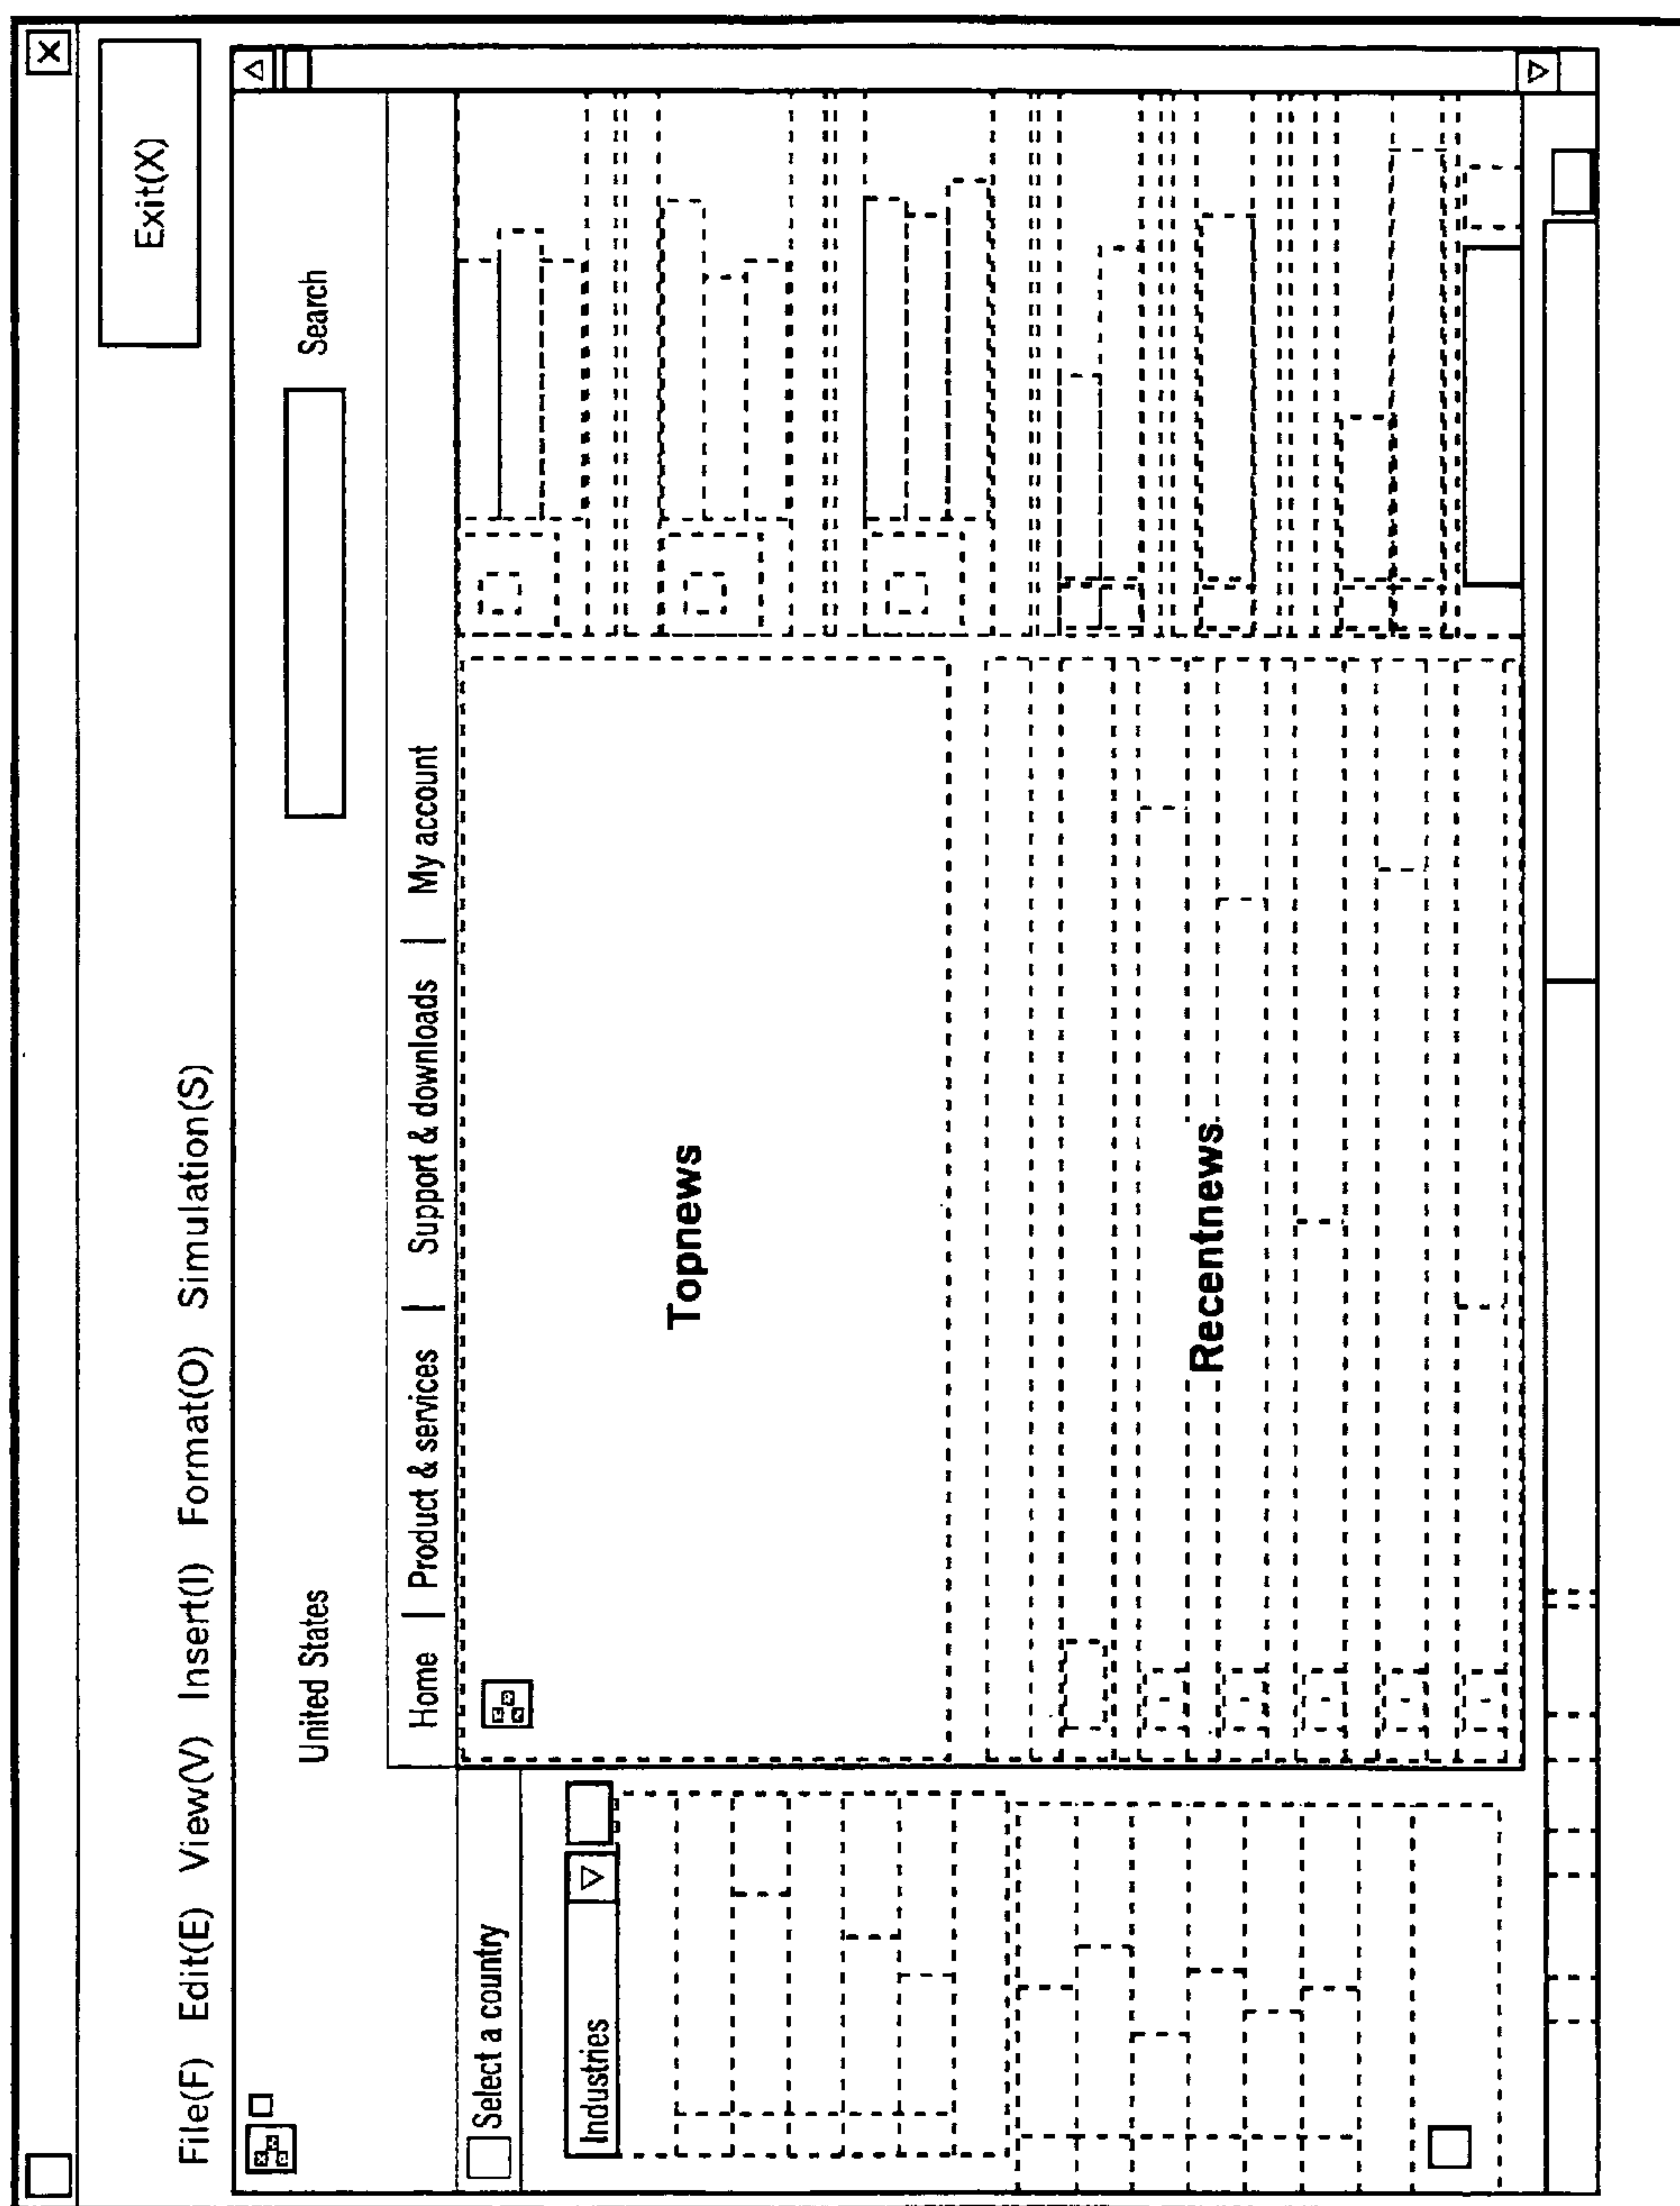 X
Exit(X)
File(F) Edit(E) View(V) Insert(I) Format(O) Simulation(S)
United States Search
Home | Product & services | Support & downloads | My account
Select a country
Industries
Topnews
Recentnews